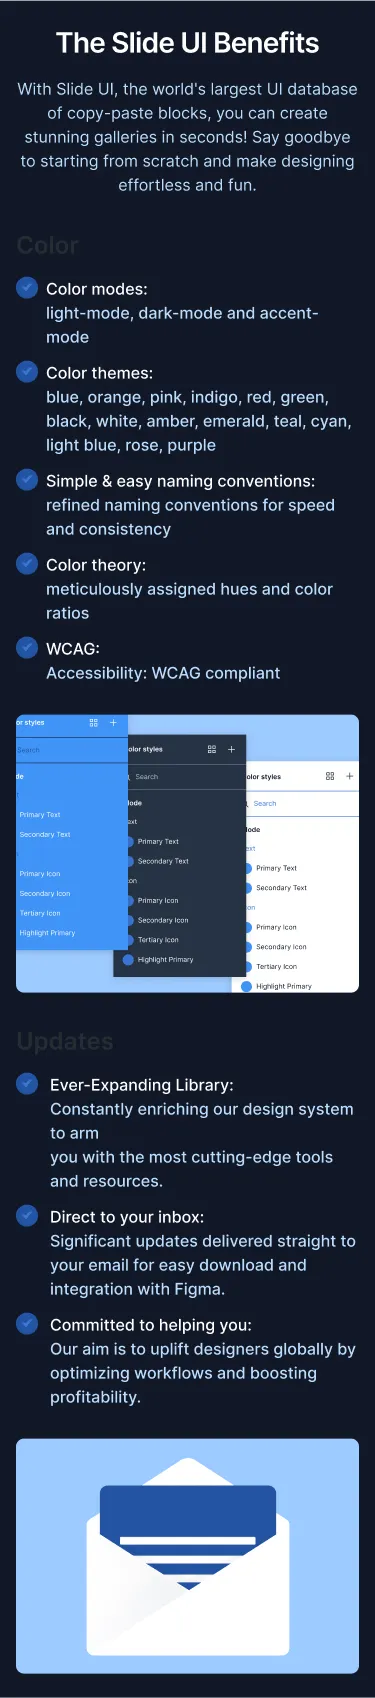 The Slide UI Benefits
With Slide UI, the world's largest UI database
of copy-paste blocks, you can create
stunning galleries in seconds! Say goodbye
to starting from scratch and make designing
effortless and fun.
Color
Color modes:
light-mode, dark-mode and accent-
mode
Color themes:
blue, orange, pink, indigo, red, green,
black, white, amber, emerald, teal, cyan,
light blue, rose, purple
Simple & easy naming conventions:
refined naming conventions for speed
and consistency
Color theory:
meticulously assigned hues and color
ratios
WCAG:
Accessibility: WCAG compliant
or styles
Search
de
Primary Text
Secondary Text
Primary Icon
Secondary Icon
Tertiary Icon
Highlight Primary
olor styles
Search
lode
ext
Primary Text
Secondary Text
con
Primary Icon
Secondary Icon
Tertiary Icon
Highlight Primary
olor styles
Search
lode
ext
Primary Text
Secondary Text
on
Primary Icon
Secondary Icon
Tertiary Icon
Highlight Primary
Updates
Ever-Expanding Library:
Constantly enriching our design system
to arm
you with the most cutting-edge tools
and resources.
Direct to your inbox:
Significant updates delivered straight to
your email for easy download and
integration with Figma.
Committed to helping you:
Our aim is to uplift designers globally by
optimizing workflows and boosting
profitability.